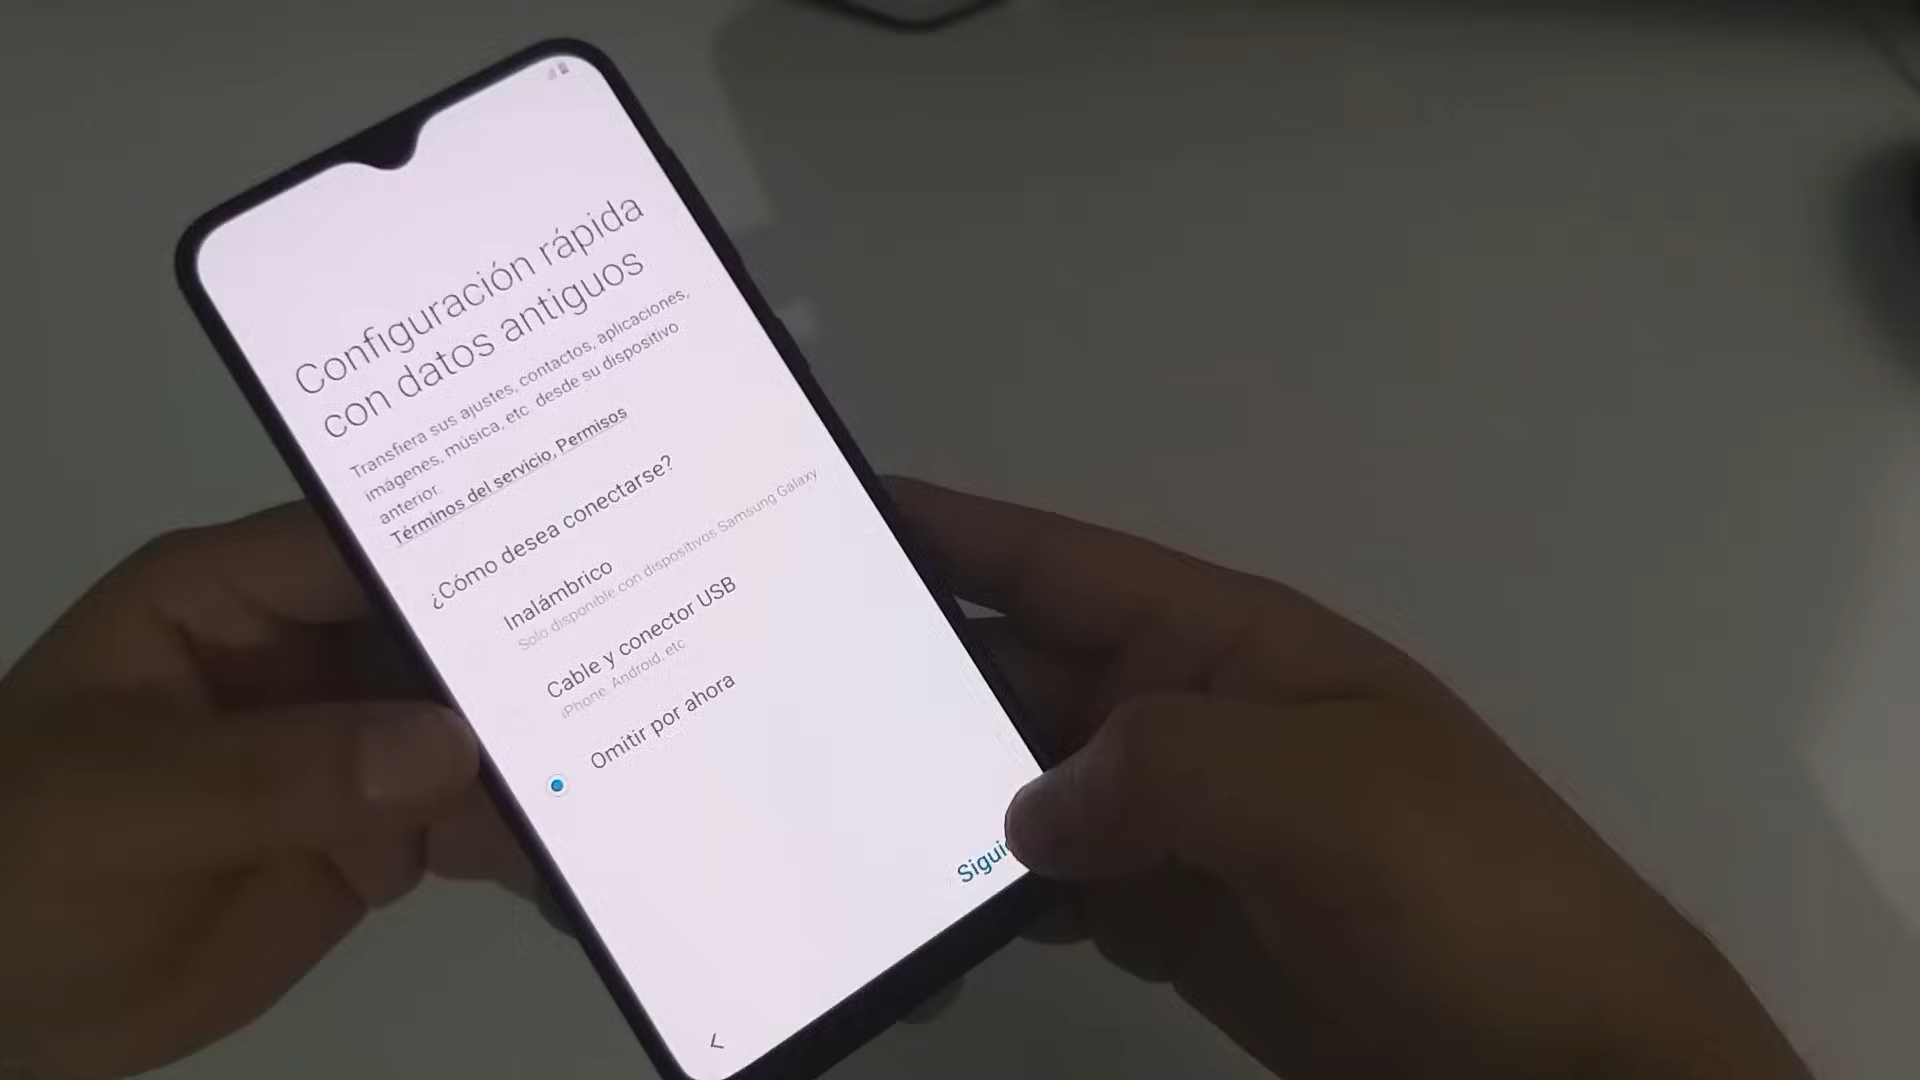 Configuración rápida
con datos antiguos
Transfiera sus ajustes, contactos, aplicaciones,
imágenes, música, etc. desde su dispositivo
anterior.
Términos del servicio, Permisos
¿Cómo desea conectarse?
Inalámbrico
Solo disponible con dispositivos Samsung Galaxy
Cable y conector USB
iPhone, Android, etc
Omitir por ahora
Sigui